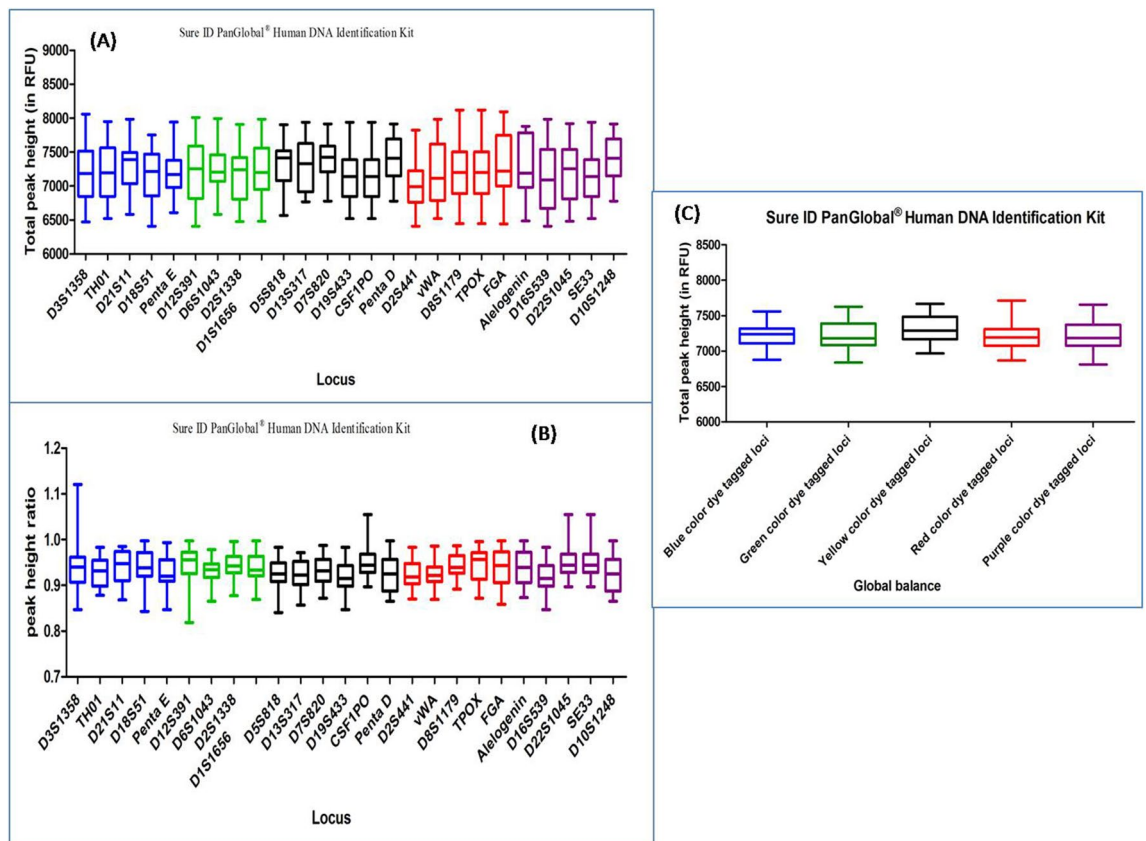 (A)
Sure ID PanGlobal® Human DNA Identification Kit
Total peak height (in RFU)
9000
8500
8000
7500
7000
6500
6000
D3S1358
TH01
D21S11
D18S51
Penta E
D12S391
D6S1043
D2S1338
D1S1656
D5S818
D13S317
D7S820
D19S433
CSF1PO
Penta D
D2S441
vWA
D8S1179
TPOX
FGA
Alelogenin
D16S539
D22S1045
SE33
D10S1248
Locus
Sure ID PanGlobal® Human DNA Identification Kit
(B)
peak height ratio
1.2
1.1
1.0
0.9
0.8
0.7
D3S1358
TH01
D21S11
D18S51
Penta E
D12S391
D6S1043
D2S1338
D1S1656
D5S818
D13S317
D7S820
D19S433
CSF1PO
Penta D
D2S441
vWA
D8S1179
TPOX
FGA
Alelogenin
D16S539
D22S1045
SE33
D10S1248
Locus
(C)
Sure ID PanGlobal® Human DNA Identification Kit
Total peak height (in RFU)
8500
8000
7500
7000
6500
6000
Blue color dye tagged loci
Green color dye tagged loci
Yellow color dye tagged loci
Red color dye tagged loci
Purple color dye tagged loci
Global balance